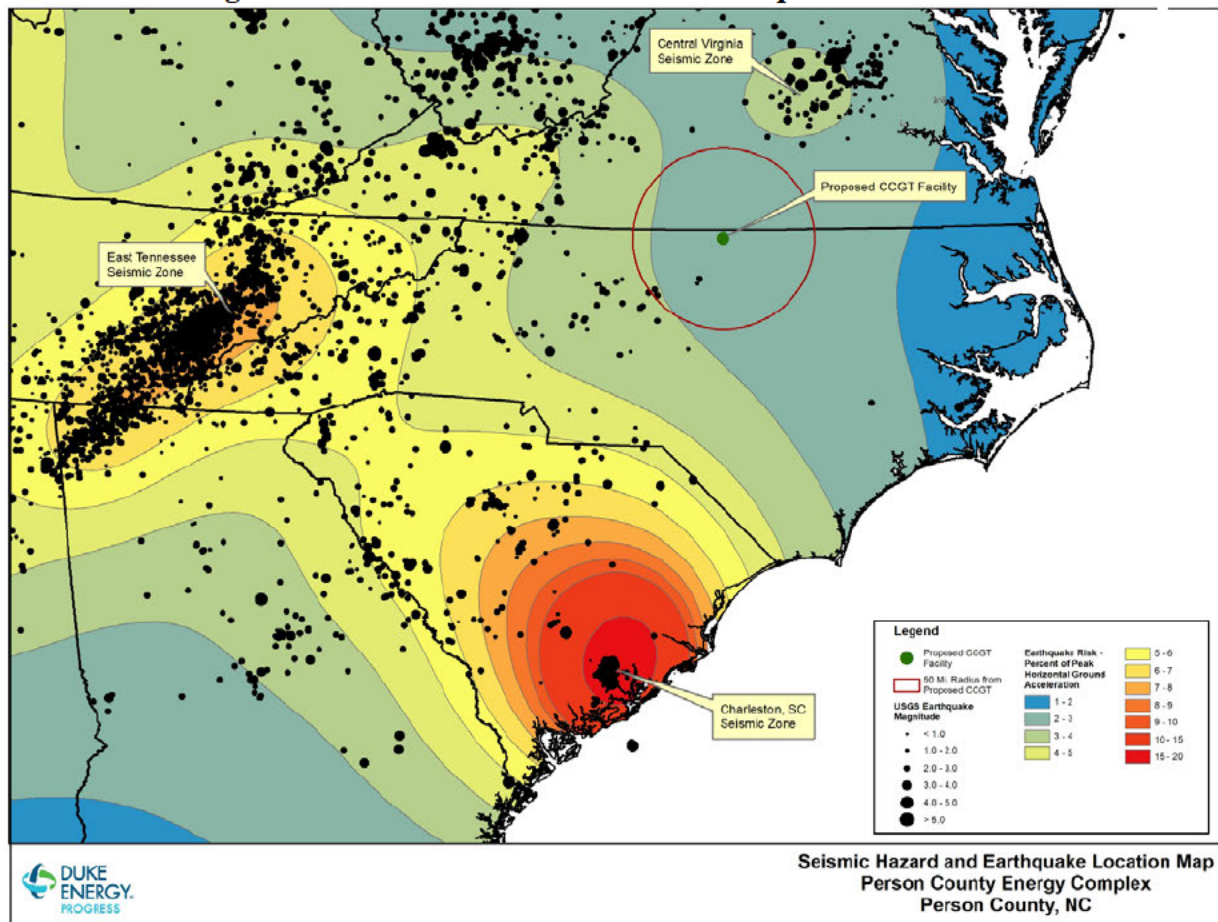 Central Virginia
Seismic Zone
Proposed CCGT Facility
East Tennessee
Seismic Zone
Charleston, SC
Seismic Zone
Legend
Proposed CCGT
Facility
50 Mi. Radius from
Proposed CCGT
USGS Earthquake
Magnitude
< 1.0
1.0 - 2.0
2.0 - 3.0
3.0 - 4.0
4.0 - 5.0
Earthquake Risk -
Percent of Peak
Horizontal Ground
Acceleration
1 - 2
2 - 3
3 - 4
4 - 5
5 - 6
6 - 7
7 - 8
8 - 9
9 - 10
10 - 15
15 - 20
DUKE
ENERGY®
PROGRESS
Seismic Hazard and Earthquake Location Map
Person County Energy Complex
Person County, NC